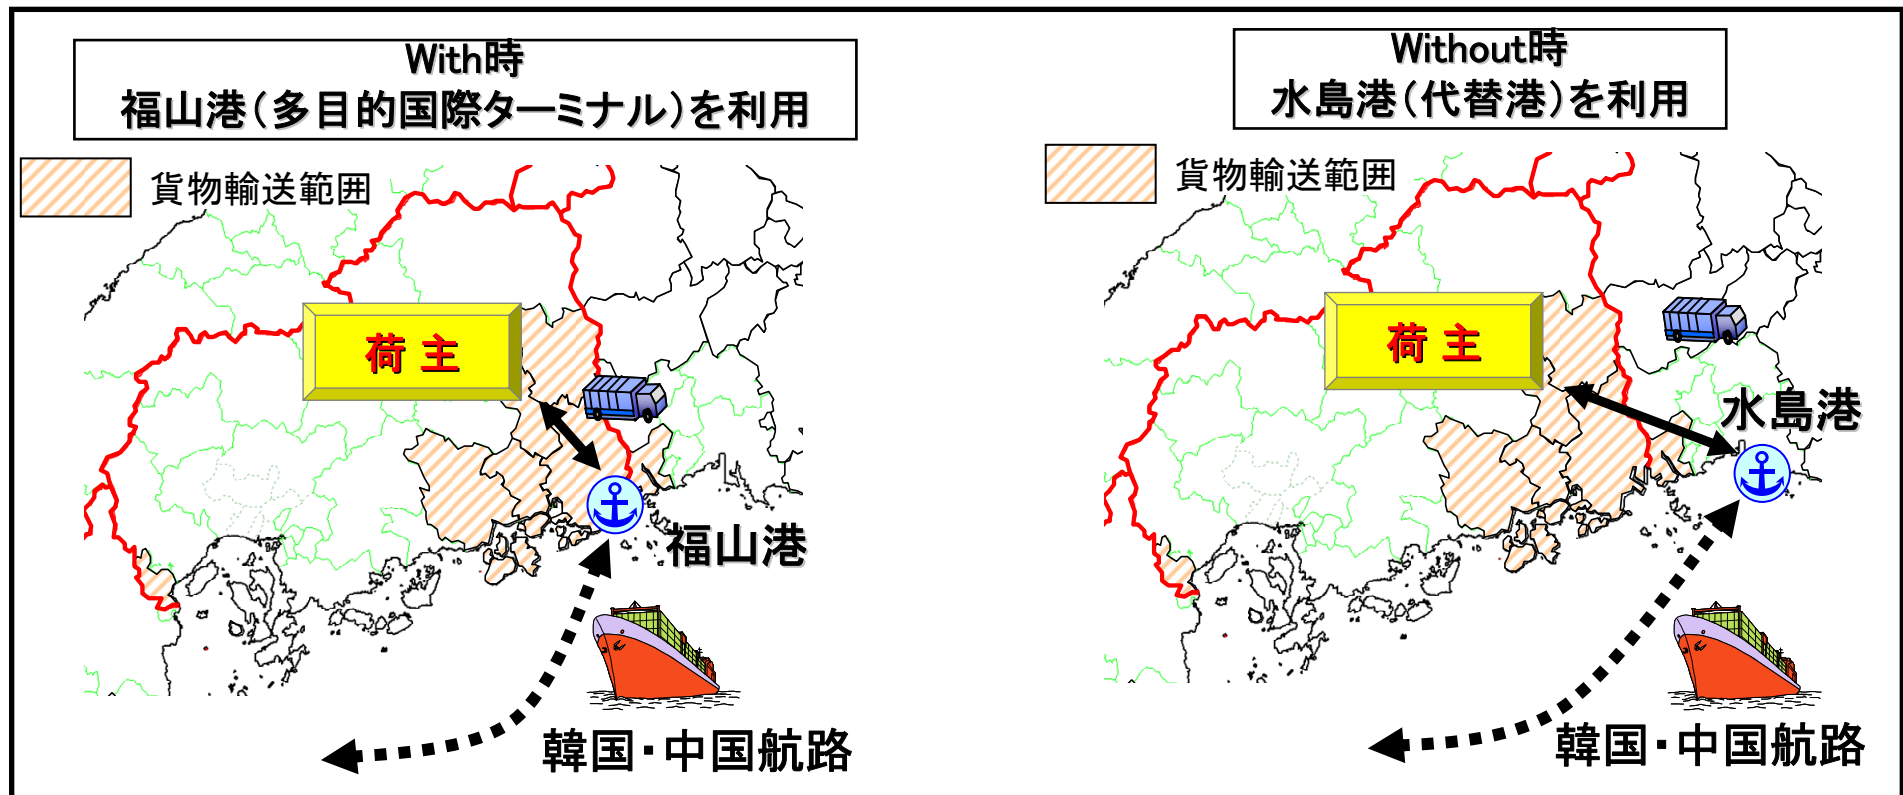 With時
福山港（多目的国際ターミナル）を利用
貨物輸送範囲
荷 主
福山港
韓国・中国航路
Without時
水島港（代替港）を利用
貨物輸送範囲
荷 主
水島港
韓国・中国航路